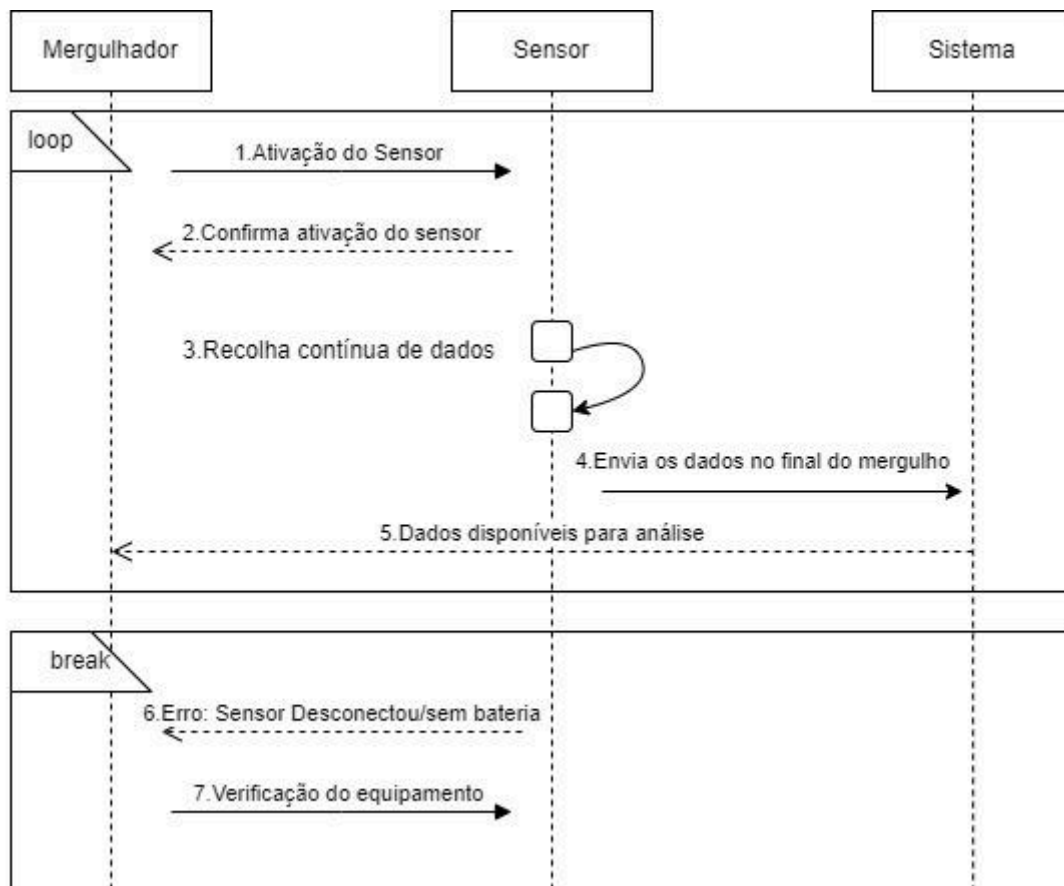 Mergulhador
Sensor
Sistema
loop
1.Ativação do Sensor
2.Confirma ativação do sensor
3.Recolha contínua de dados
4.Envia os dados no final do mergulho
5.Dados disponíveis para análise
break
6.Erro: Sensor Desconectou/sem bateria
7.Verificação do equipamento